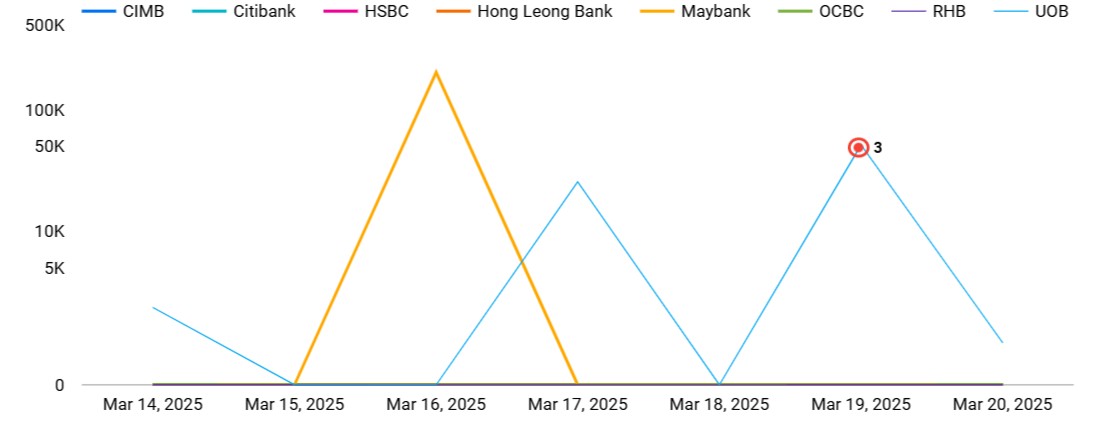 CIMB Citibank HSBC Hong Leong Bank Maybank OCBC RHB UOB
500K
100K
50K
3
10K
5K
0
Mar 14, 2025 Mar 15, 2025 Mar 16, 2025 Mar 17, 2025 Mar 18, 2025 Mar 19, 2025 Mar 20, 2025